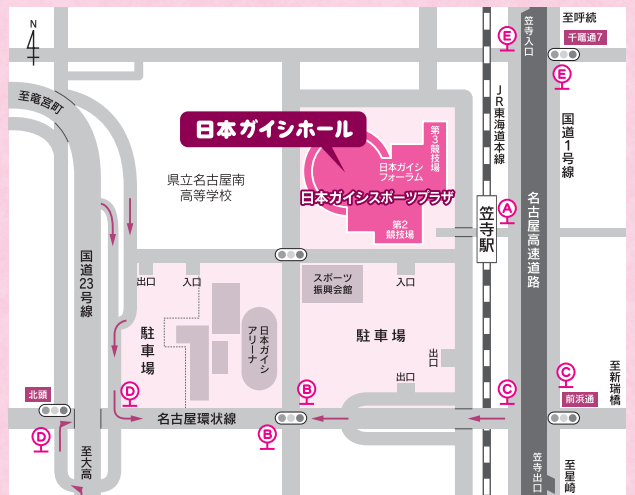 N
至呼続
笠寺入口
千竈通7
E
E
至竜宮町
JR東海道本線
国道1号線
日本ガイシホール
第3競技場
日本ガイシ
フォーラム
県立名古屋南
高等学校
日本ガイシスポーツプラザ
笠寺駅
A
名古屋高速道路
第2
競技場
国道23号線
出口
入口
スポーツ
振興会館
入口
駐車場
日本ガイシ
アリーナ
駐車場
出口
出口
C
至新瑞橋
北頭
D
B
C
前浜通
D
名古屋環状線
B
至大高
笠寺出口
至星崎